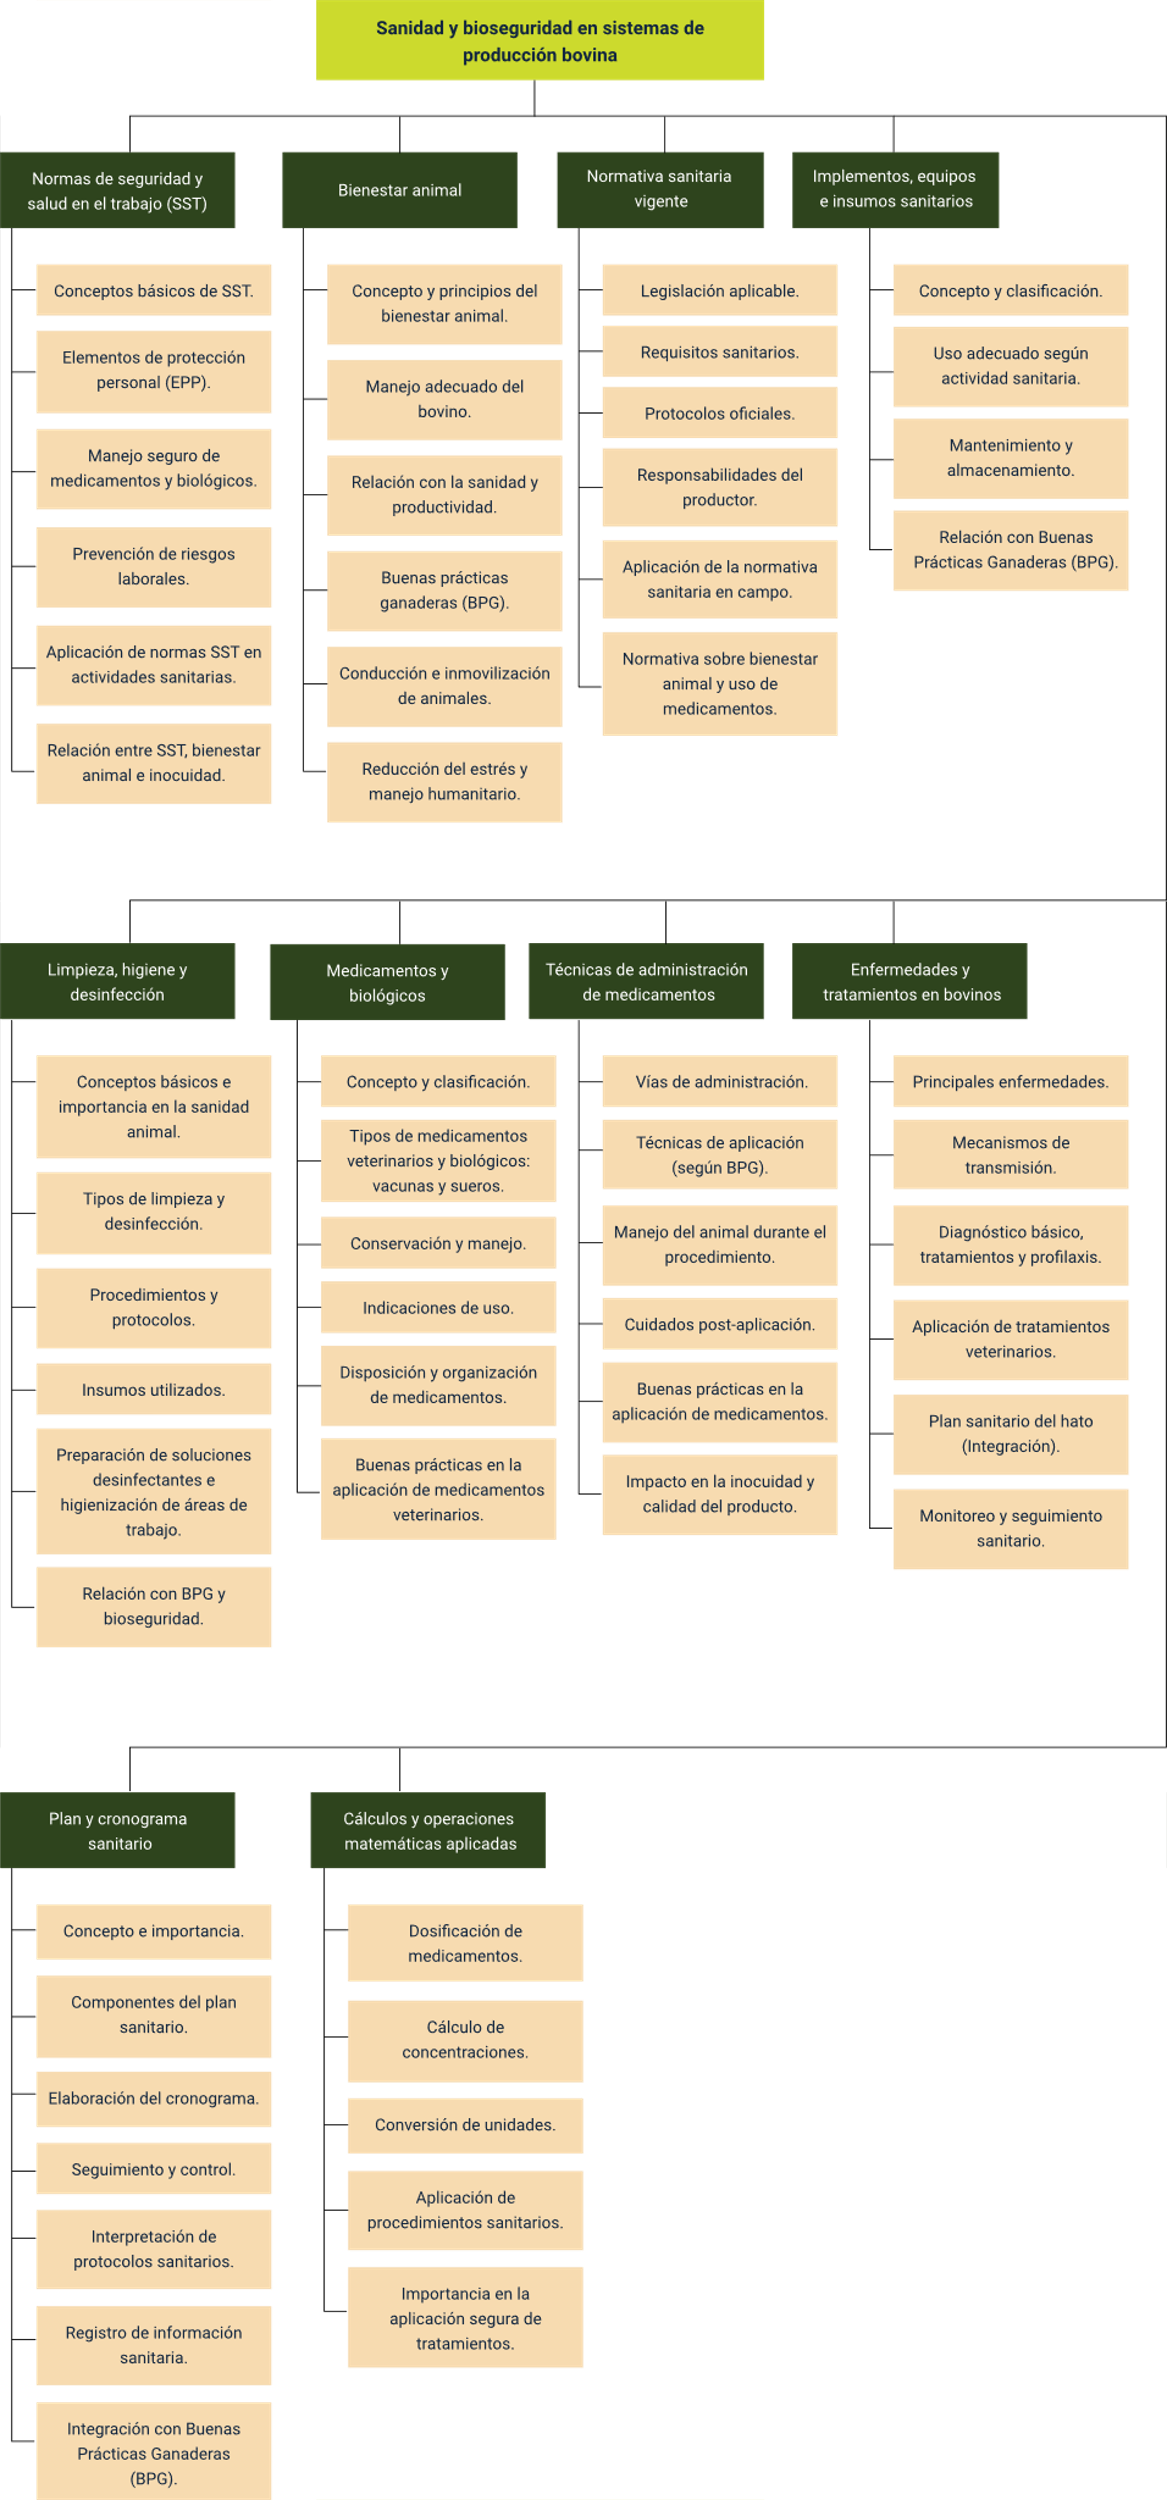 Sanidad y bioseguridad en sistemas de
producción bovina
Normas de seguridad y
salud en el trabajo (SST)
Conceptos básicos de SST.
Elementos de protección
personal (EPP).
Manejo seguro de
medicamentos y biológicos.
Prevención de riesgos
laborales.
Aplicación de normas SST en
actividades sanitarias.
Relación entre SST, bienestar
animal e inocuidad.
Bienestar animal
Concepto y principios del
bienestar animal.
Manejo adecuado del
bovino.
Relación con la sanidad y
productividad.
Buenas prácticas
ganaderas (BPG).
Conducción e inmovilización
de animales.
Reducción del estrés y
manejo humanitario.
Normativa sanitaria
vigente
Legislación aplicable.
Requisitos sanitarios.
Protocolos oficiales.
Responsabilidades del
productor.
Aplicación de la normativa
sanitaria en campo.
Normativa sobre bienestar
animal y uso de
medicamentos.
Implementos, equipos
e insumos sanitarios
Concepto y clasificación.
Uso adecuado según
actividad sanitaria.
Mantenimiento y
almacenamiento.
Relación con Buenas
Prácticas Ganaderas (BPG).
Limpieza, higiene y
desinfección
Conceptos básicos e
importancia en la sanidad
animal.
Tipos de limpieza y
desinfección.
Procedimientos y
protocolos.
Insumos utilizados.
Preparación de soluciones
desinfectantes e
higienización de áreas de
trabajo.
Relación con BPG y
bioseguridad.
Medicamentos y
biológicos
Concepto y clasificación.
Tipos de medicamentos
veterinarios y biológicos:
vacunas y sueros.
Conservación y manejo.
Indicaciones de uso.
Disposición y organización
de medicamentos.
Buenas prácticas en la
aplicación de medicamentos
veterinarios.
Técnicas de administración
de medicamentos
Vías de administración.
Técnicas de aplicación
(según BPG).
Manejo del animal durante el
procedimiento.
Cuidados post-aplicación.
Buenas prácticas en la
aplicación de medicamentos.
Impacto en la inocuidad y
calidad del producto.
Enfermedades y
tratamientos en bovinos
Principales enfermedades.
Mecanismos de
transmisión.
Diagnóstico básico,
tratamientos y profilaxis.
Aplicación de tratamientos
veterinarios.
Plan sanitario del hato
(Integración).
Monitoreo y seguimiento
sanitario.
Plan y cronograma
sanitario
Concepto e importancia.
Componentes del plan
sanitario.
Elaboración del cronograma.
Seguimiento y control.
Interpretación de
protocolos sanitarios.
Registro de información
sanitaria.
Integración con Buenas
Prácticas Ganaderas
(BPG).
Cálculos y operaciones
matemáticas aplicadas
Dosificación de
medicamentos.
Cálculo de
concentraciones.
Conversión de unidades.
Aplicación de
procedimientos sanitarios.
Importancia en la
aplicación segura de
tratamientos.